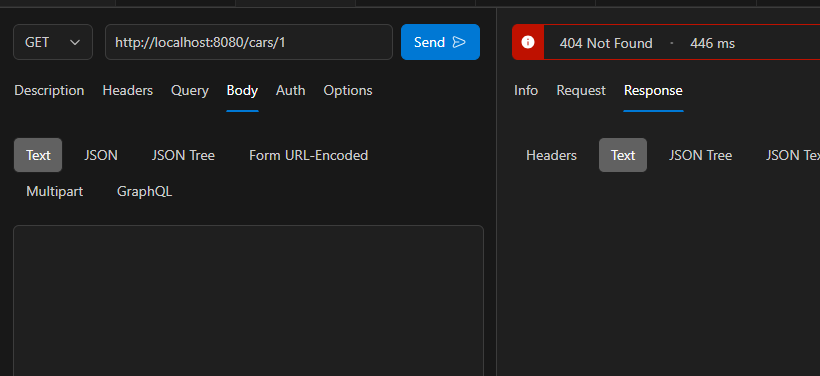 GET http://localhost:8080/cars/1 Send
Description Headers Query Body Auth Options
Text JSON JSON Tree Form URL-Encoded
Multipart GraphQL
404 Not Found · 446 ms
Info Request Response
Headers Text JSON Tree JSON Tex